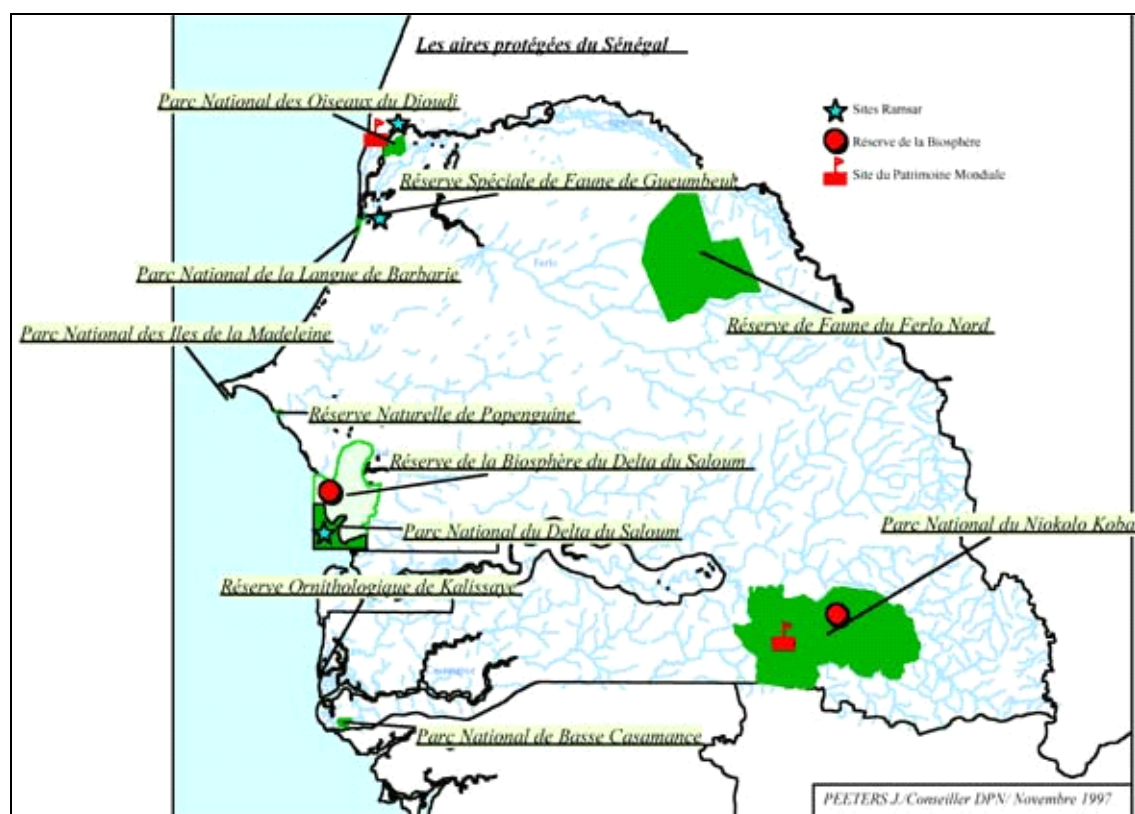 Les aires protégées du Sénégal
Parc National des Oiseaux du Djoudj
Sites Ramsar
Réserve de la Biosphère
Site du Patrimoine Mondiale
Réserve Spéciale de Faune de Gueumbeul
Parc National de la Langue de Barbarie
Ferlo
Parc National des Iles de la Madeleine
Réserve de Faune du Ferlo Nord
Réserve Naturelle de Popenguine
Réserve de la Biosphère du Delta du Saloum
Parc National du Niokolo Koba
Parc National du Delta du Saloum
Réserve Ornithologique de Kalissaye
Parc National de Basse Casamance
PEETERS J./Conseiller DPN/ Novembre 1997